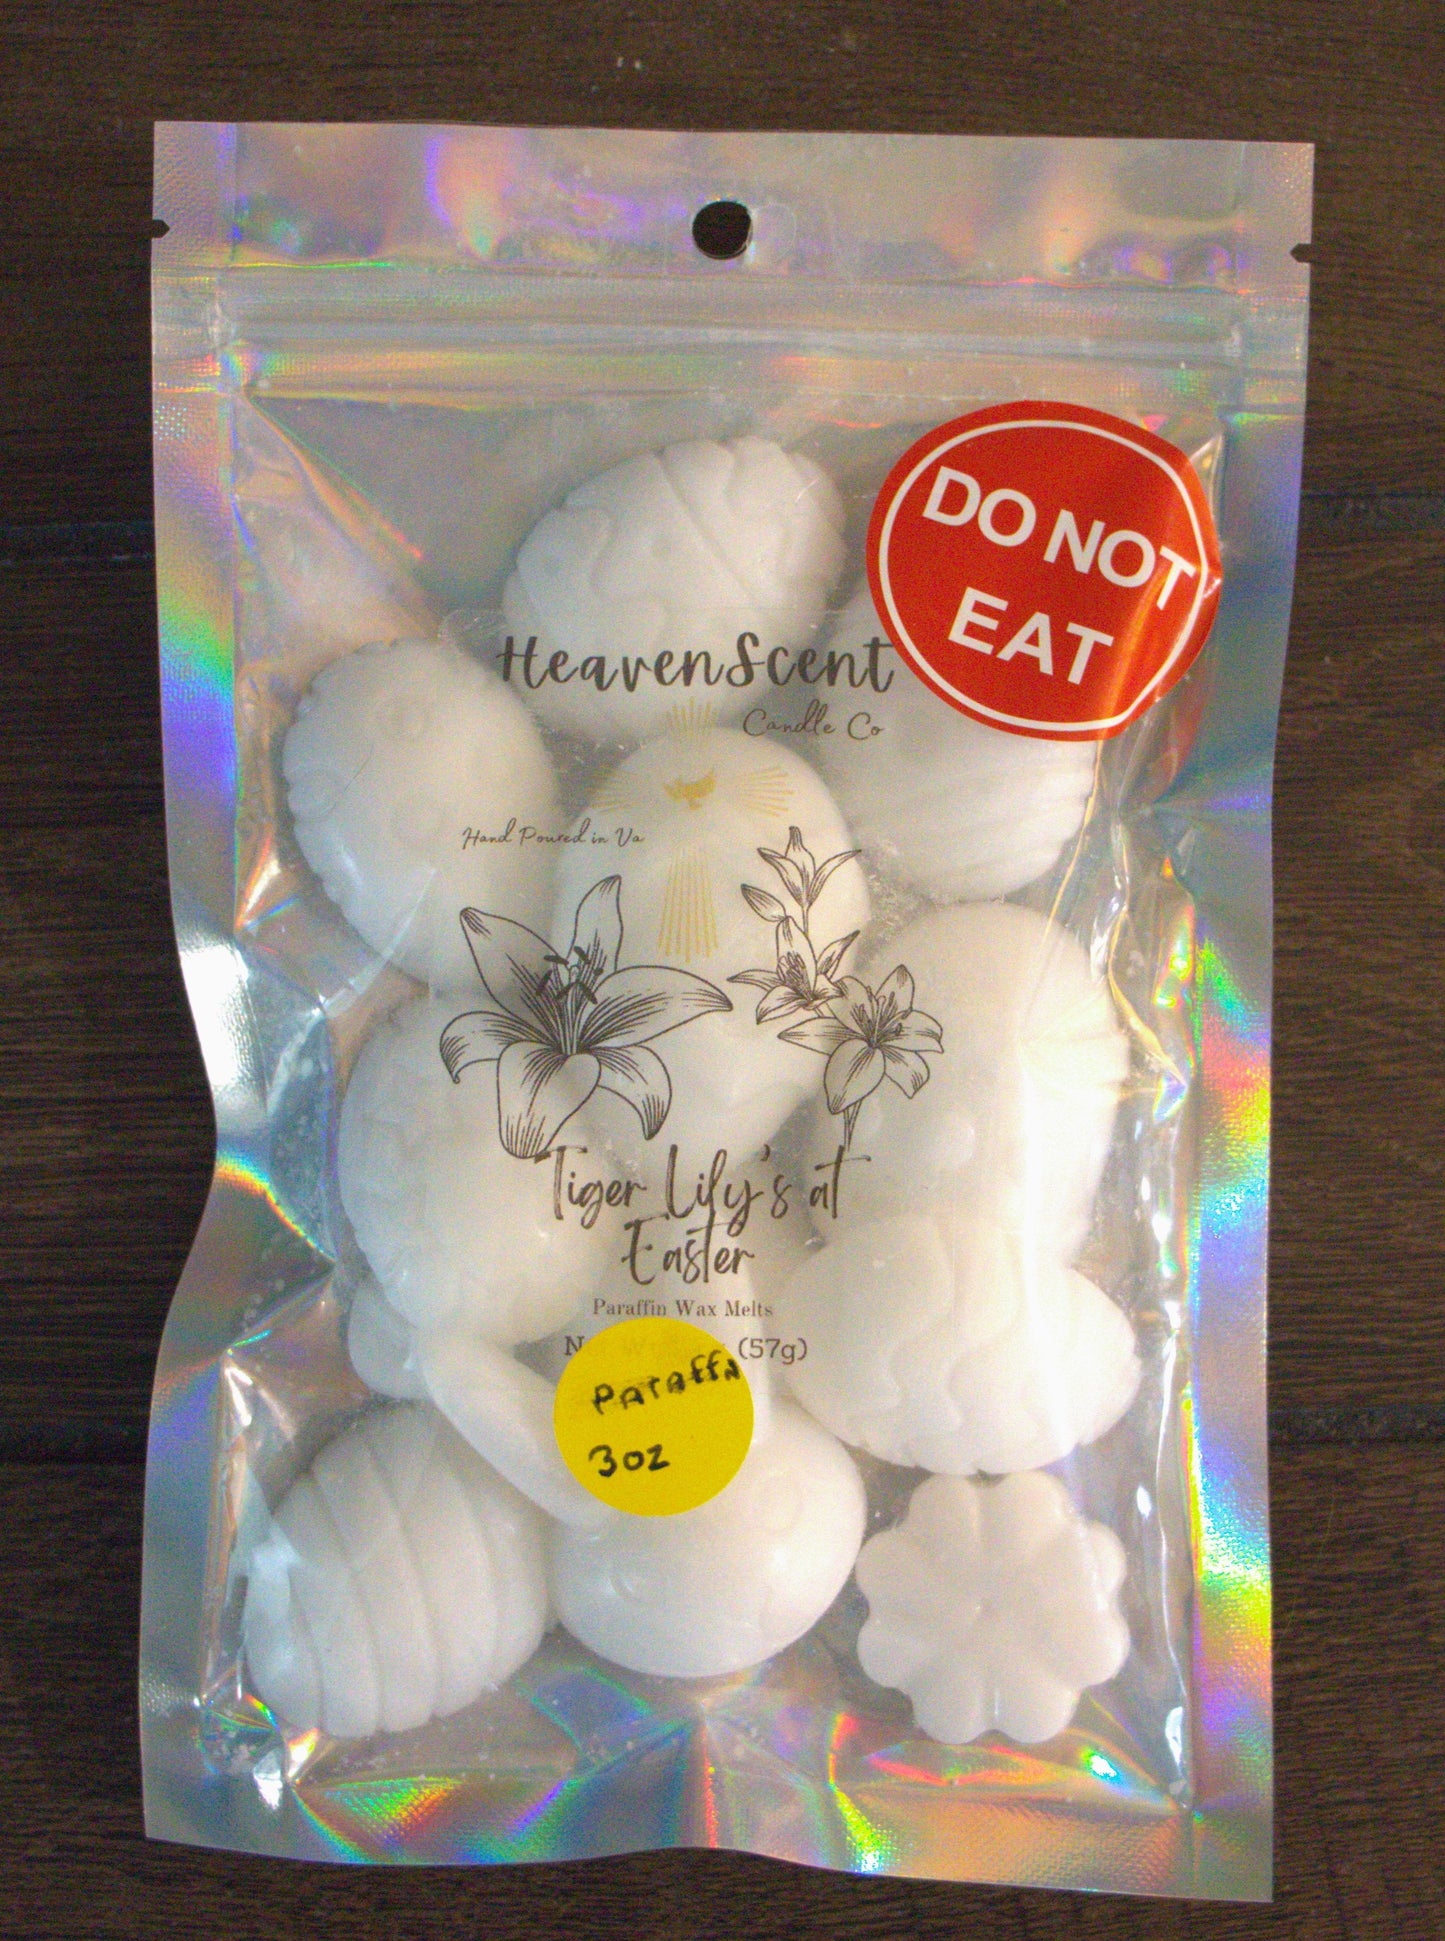 DO NOT
EAT
HeavenScent
Candle Co
Hand Poured in Va
Tiger Lily's at
Easter
Paraffin Wax Melts
(57g)
Paraffin
3oz